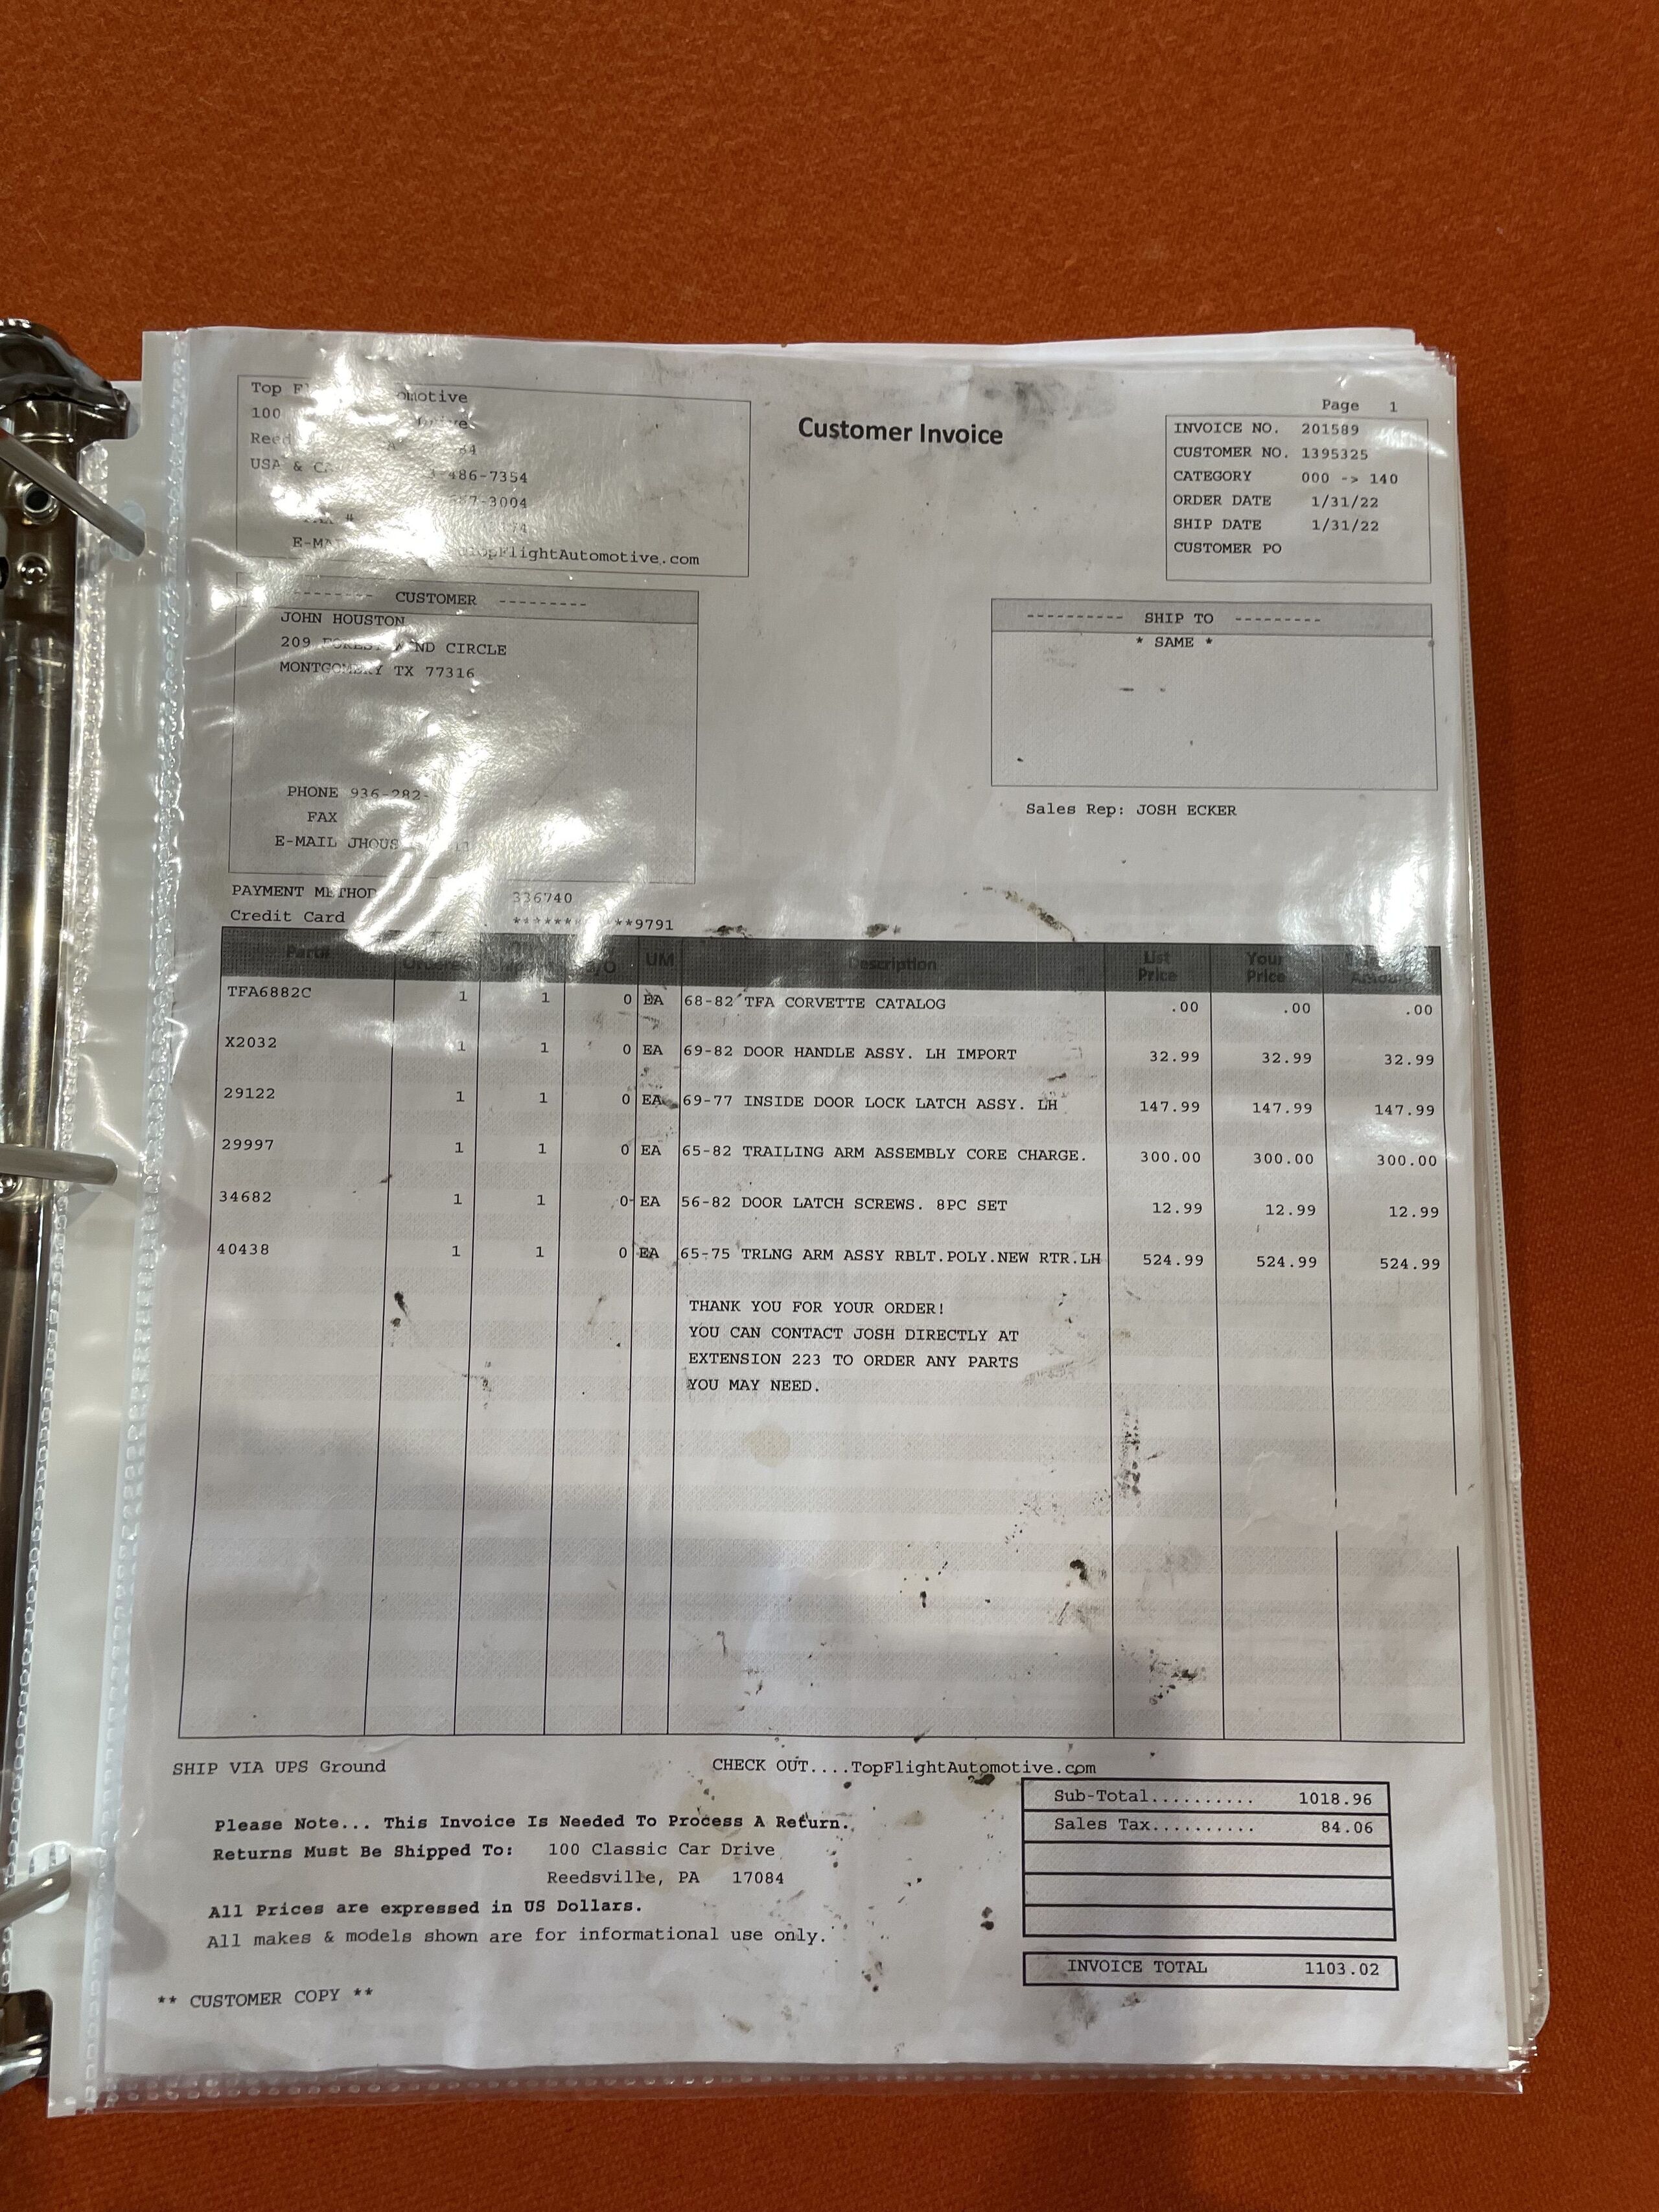 Page 1
Top omotive
100 Drive
Customer Invoice
INVOICE NO. 201589
CUSTOMER NO. 1395325
CATEGORY 000 -> 140
ORDER DATE 1/31/22
SHIP DATE 1/31/22
CUSTOMER PO
USA & -486-7354
-3004
FAX #
TopFlightAutomotive.com
-------- CUSTOMER ---------
JOHN HOUSTON
209 FOREST CIRCLE
MONTGOMERY TX 77316
PHONE 936-282-
FAX
E-MAIL JHOUS
---------- SHIP TO ---------
* SAME *
Sales Rep: JOSH ECKER
PAYMENT METHOD 336740
Credit Card 9791
Part# Ordered Shipped B/O UM Description List Price Your Price Amount
TFA6882C 1 1 0 EA 68-82 TFA CORVETTE CATALOG .00 .00 .00
X2032 1 1 0 EA 69-82 DOOR HANDLE ASSY. LH IMPORT 32.99 32.99 32.99
29122 1 1 0 EA 69-77 INSIDE DOOR LOCK LATCH ASSY. LH 147.99 147.99 147.99
29997 1 1 0 EA 65-82 TRAILING ARM ASSEMBLY CORE CHARGE. 300.00 300.00 300.00
34682 1 1 0 EA 56-82 DOOR LATCH SCREWS. 8PC SET 12.99 12.99 12.99
40438 1 1 0 EA 65-75 TRLNG ARM ASSY RBLT.POLY.NEW RTR.LH 524.99 524.99 524.99
THANK YOU FOR YOUR ORDER!
YOU CAN CONTACT JOSH DIRECTLY AT
EXTENSION 223 TO ORDER ANY PARTS
YOU MAY NEED.
SHIP VIA UPS Ground CHECK OUT....TopFlightAutomotive.com
Sub-Total.......... 1018.96
Sales Tax.......... 84.06
Please Note... This Invoice Is Needed To Process A Return.
Returns Must Be Shipped To: 100 Classic Car Drive
Reedsville, PA 17084
All Prices are expressed in US Dollars.
All makes & models shown are for informational use only.
INVOICE TOTAL 1103.02
** CUSTOMER COPY **